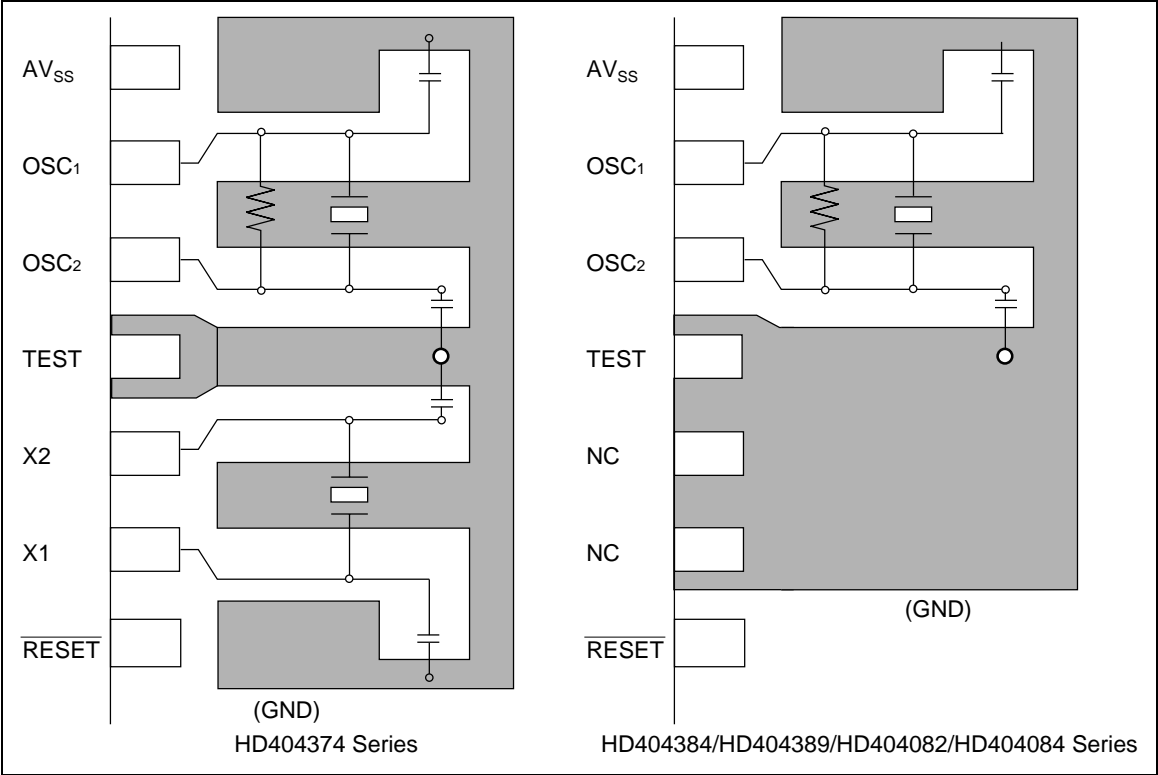 AVSS
OSC1
OSC2
TEST
X2
X1
RESET
(GND)
HD404374 Series
AVSS
OSC1
OSC2
TEST
NC
NC
(GND)
RESET
HD404384/HD404389/HD404082/HD404084 Series